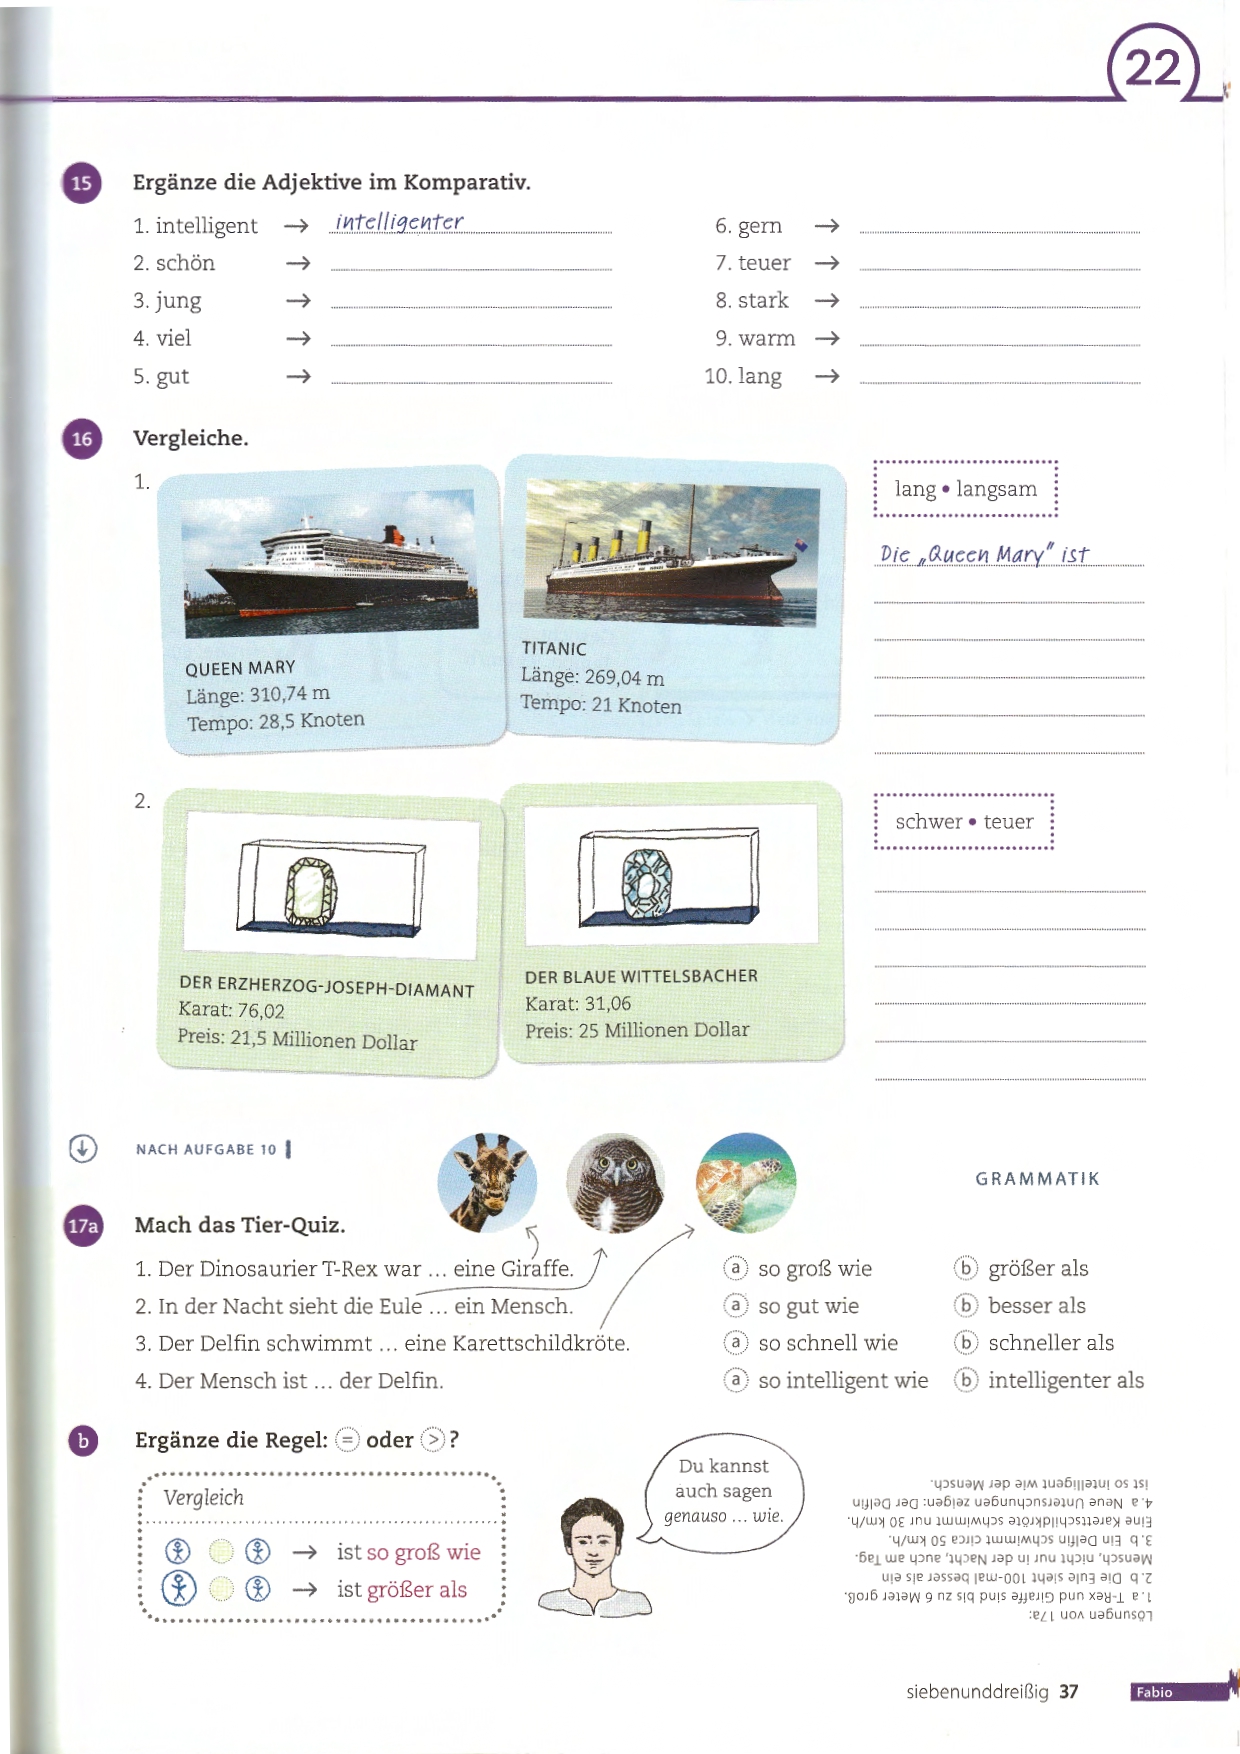 22
15 Ergänze die Adjektive im Komparativ.
1. intelligent → intelligenter
2. schön →
3. jung →
4. viel →
5. gut →
6. gern →
7. teuer →
8. stark →
9. warm →
10. lang →
16 Vergleiche.
1.
QUEEN MARY
Länge: 310,74 m
Tempo: 28,5 Knoten
TITANIC
Länge: 269,04 m
Tempo: 21 Knoten
lang • langsam
Die „Queen Mary" ist
2.
DER ERZHERZOG-JOSEPH-DIAMANT
Karat: 76,02
Preis: 21,5 Millionen Dollar
DER BLAUE WITTELSBACHER
Karat: 31,06
Preis: 25 Millionen Dollar
schwer • teuer
NACH AUFGABE 10
GRAMMATIK
17a Mach das Tier-Quiz.
1. Der Dinosaurier T-Rex war ... eine Giraffe. a so groß wie b größer als
2. In der Nacht sieht die Eule ... ein Mensch. a so gut wie b besser als
3. Der Delfin schwimmt ... eine Karettschildkröte. a so schnell wie b schneller als
4. Der Mensch ist ... der Delfin. a so intelligent wie b intelligenter als
b Ergänze die Regel: = oder > ?
Vergleich
→ ist so groß wie
→ ist größer als
Du kannst
auch sagen
genauso ... wie.
Lösungen von 17a:
1. a T-Rex und Giraffe sind bis zu 6 Meter groß.
2. b Die Eule sieht 100-mal besser als ein
Mensch, nicht nur in der Nacht, auch am Tag.
3. b Ein Delfin schwimmt circa 50 km/h.
Eine Karettschildkröte schwimmt nur 30 km/h.
4. a Neue Untersuchungen zeigen: Der Delfin
ist so intelligent wie der Mensch.
siebenunddreißig 37
Fabio